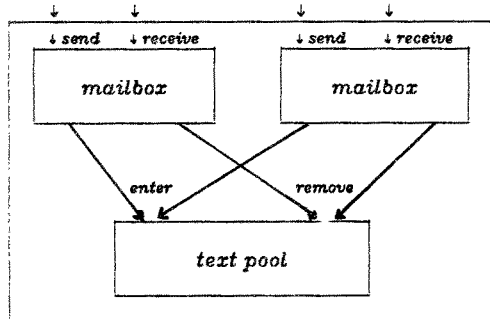 ↓ send ↓ receive ↓ send ↓ receive
mailbox mailbox
enter remove
text pool